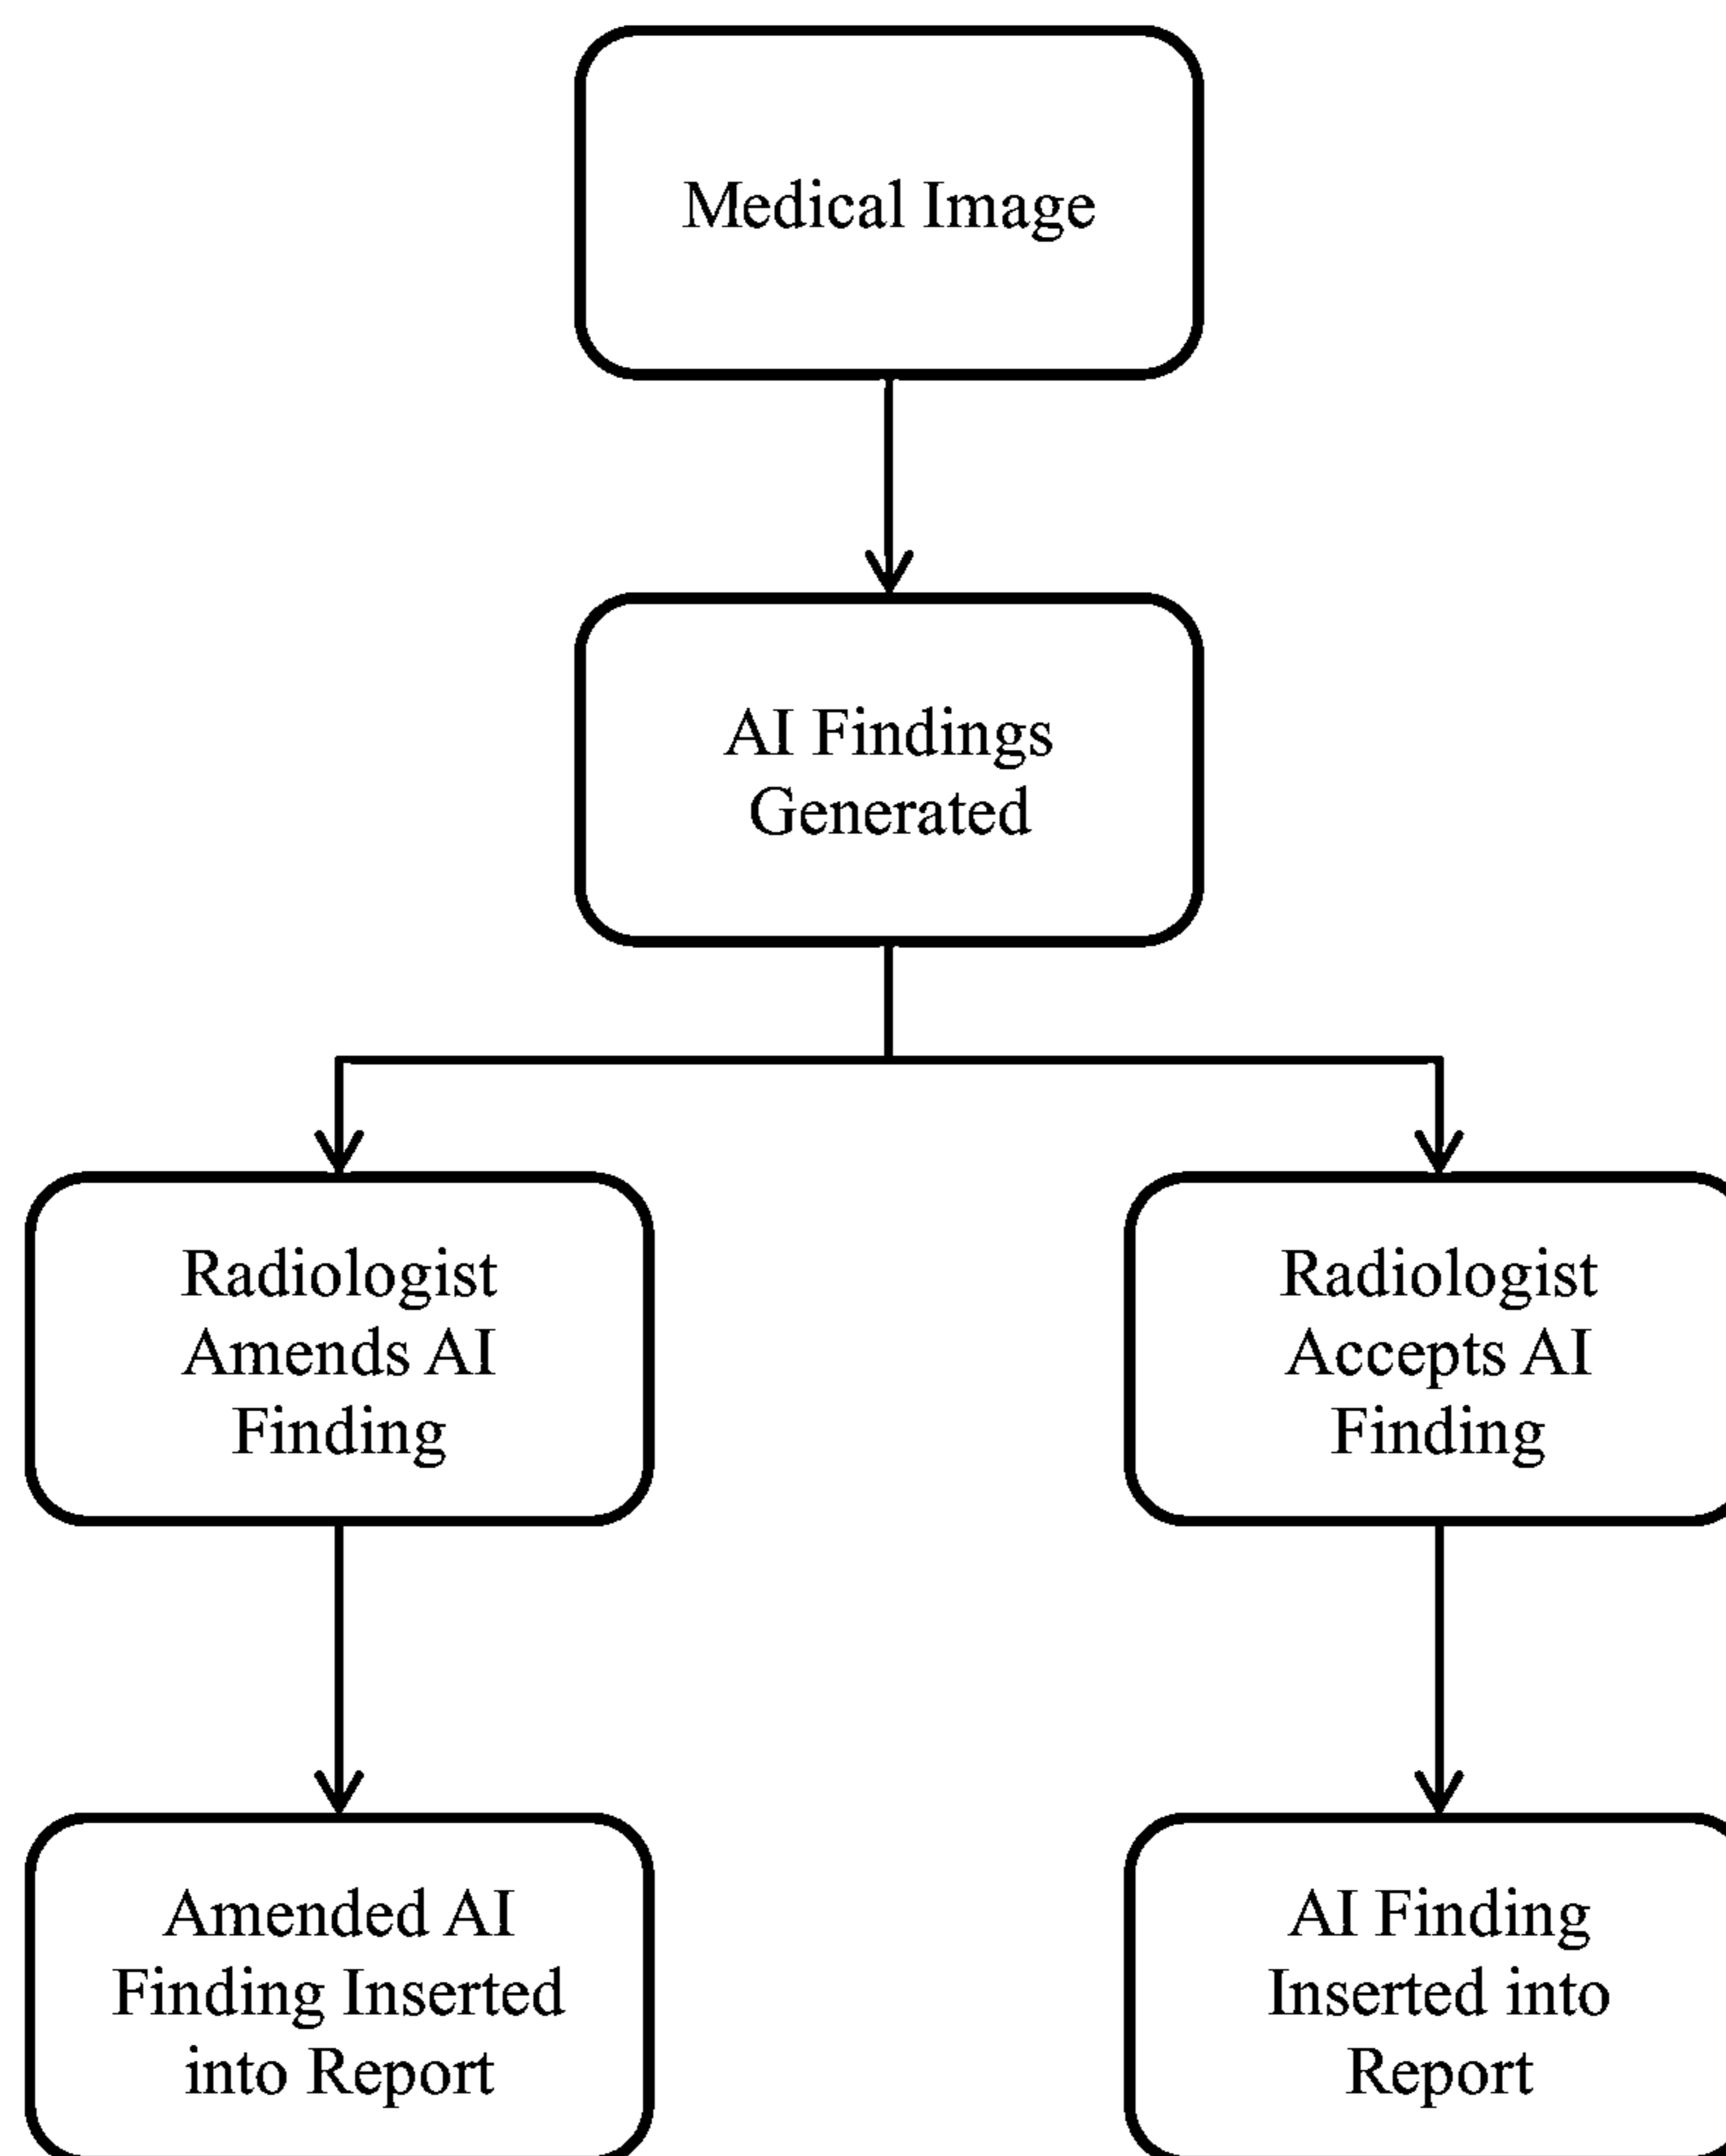 Medical Image
AI Findings
Generated
Radiologist
Amends AI
Finding
Radiologist
Accepts AI
Finding
Amended AI
Finding Inserted
into Report
AI Finding
Inserted into
Report